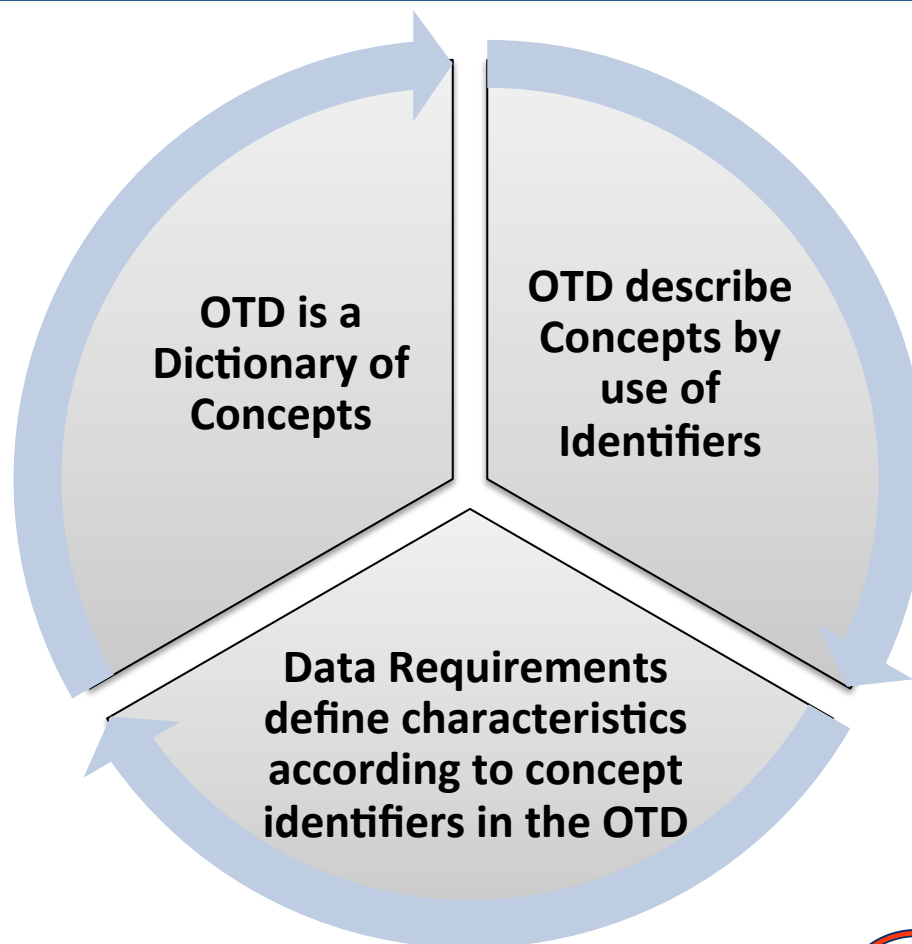 OTD is a
Dictionary of
Concepts
OTD describe
Concepts by
use of
Identifiers
Data Requirements
define characteristics
according to concept
identifiers in the OTD